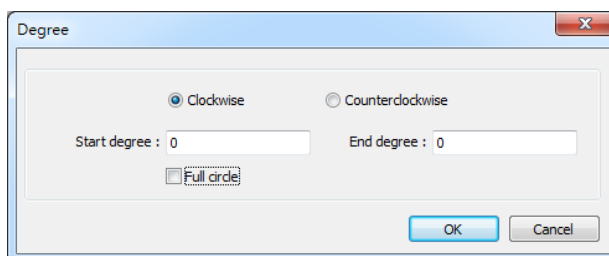 Degree
Clockwise Counterclockwise
Start degree : 0 End degree : 0
Full circle
OK Cancel